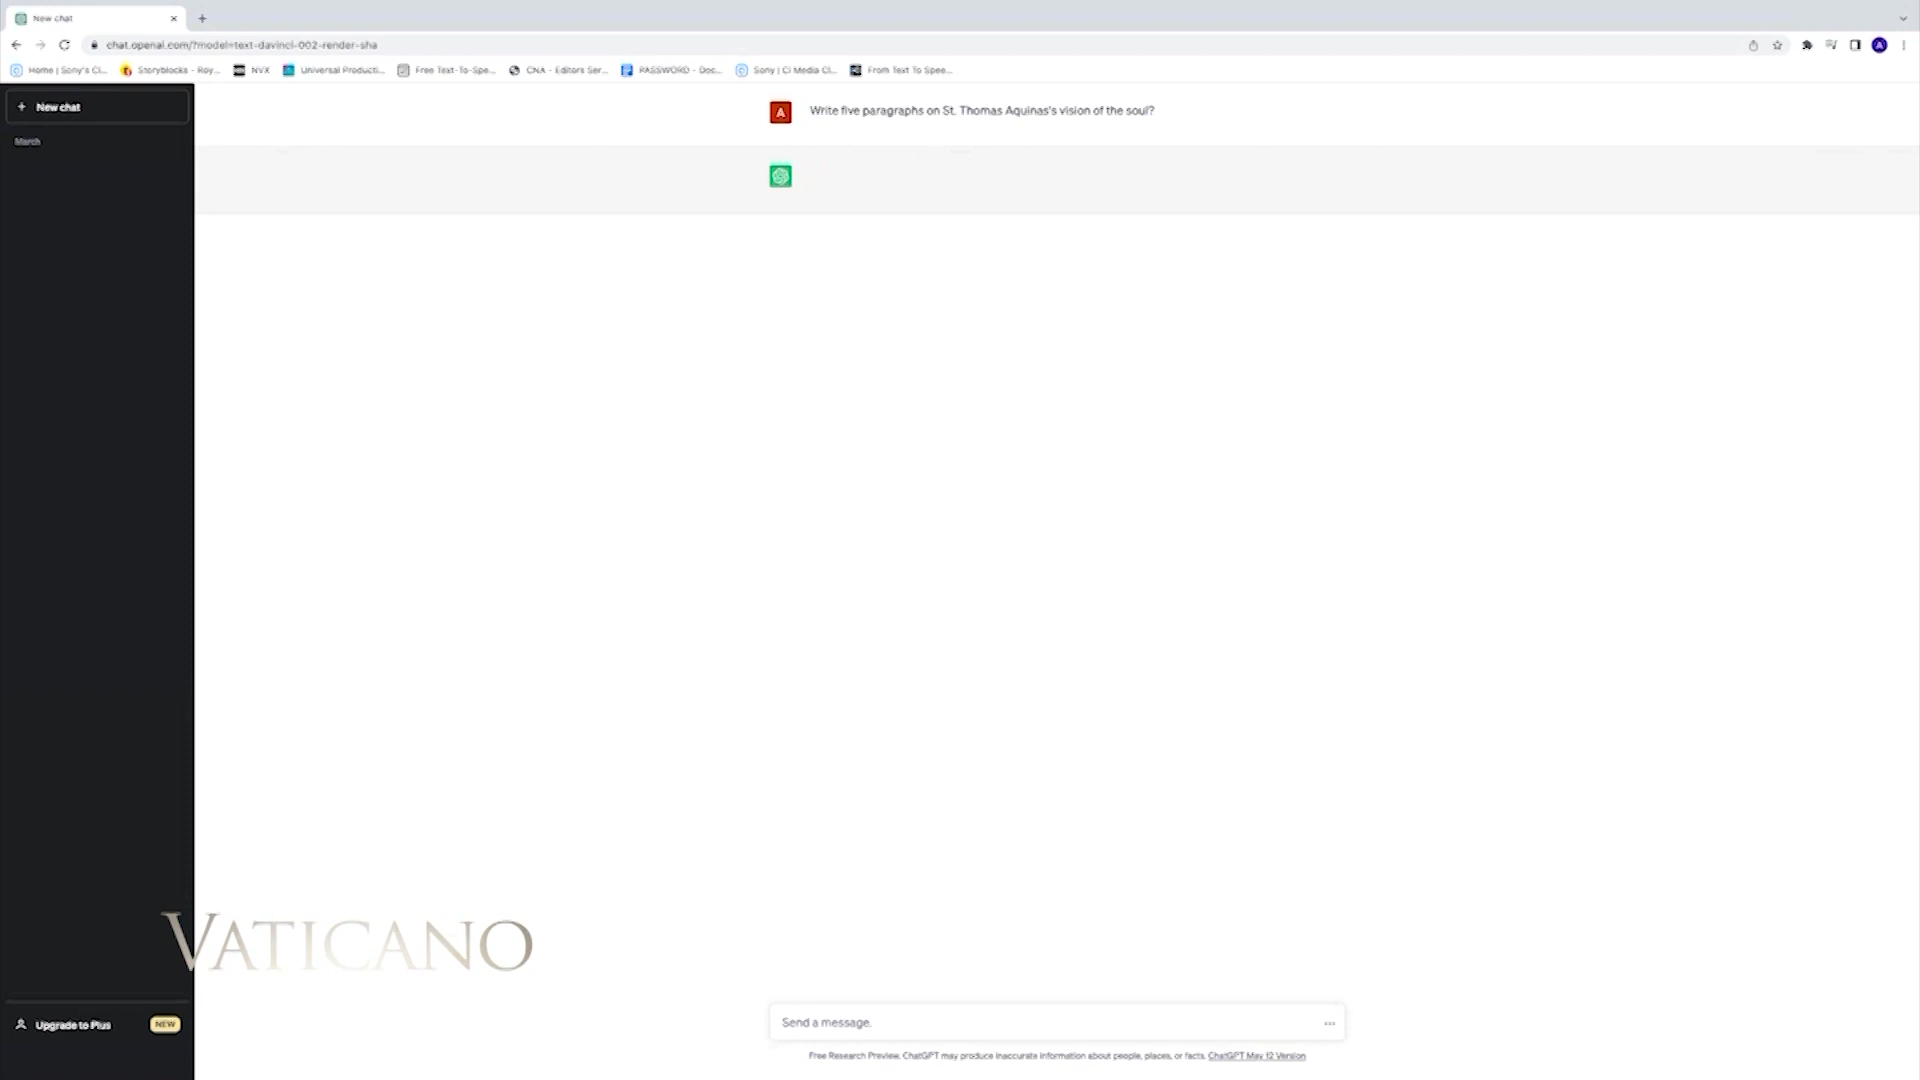 New chat
chat.openai.com/?model=text-davinci-002-render-sha
Home | Sony's Ci...
Storyblocks - Roy...
NVX
Universal Producti...
Free Text-To-Spe...
CNA - Editors Ser...
PASSWORD - Doc...
Sony | Ci Media Cl...
From Text To Spee...
A
+ New chat
March
A
Write five paragraphs on St. Thomas Aquinas's vision of the soul?
VATICANO
Upgrade to Plus
NEW
Send a message.
Free Research Preview. ChatGPT may produce inaccurate information about people, places, or facts. ChatGPT May 12 Version